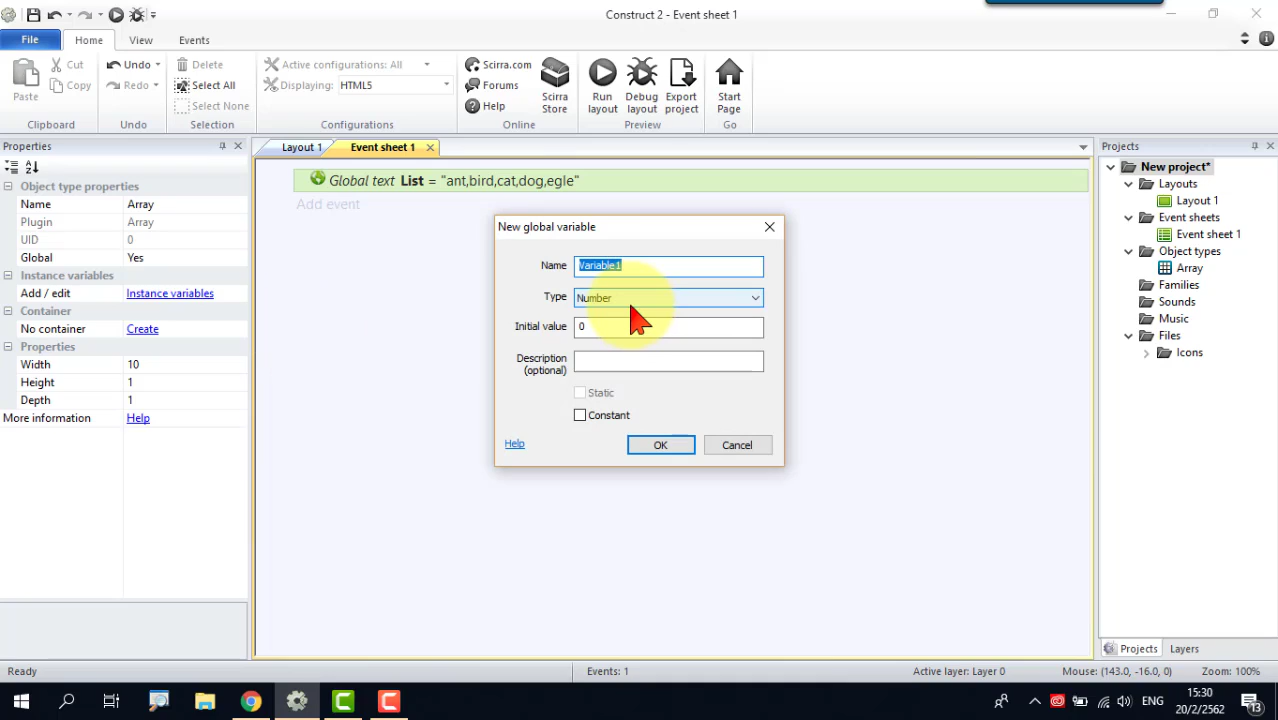 Construct 2 - Event sheet 1
File
Home
View
Events
Paste
Cut
Copy
Clipboard
Undo
Redo
Undo
Delete
Select All
Select None
Selection
Active configurations: All
Displaying:
HTML5
Configurations
Scirra.com
Forums
Help
Scirra
Store
Online
Run
layout
Debug
layout
Export
project
Preview
Start
Page
Go
Properties
Layout 1
Event sheet 1
Projects
Object type properties
Name
Array
Plugin
Array
UID
0
Global
Yes
Instance variables
Add / edit
Instance variables
Container
No container
Create
Properties
Width
10
Height
1
Depth
1
More information
Help
Global text List = "ant,bird,cat,dog,egle"
Add event
New global variable
Name
Variable1
Type
Number
Initial value
0
Description
(optional)
Static
Constant
Help
OK
Cancel
New project*
Layouts
Layout 1
Event sheets
Event sheet 1
Object types
Array
Families
Sounds
Music
Files
Icons
Projects
Layers
Ready
Events: 1
Active layer: Layer 0
Mouse: (143.0, -16.0, 0)
Zoom: 100%
ENG
15:30
20/2/2562
13